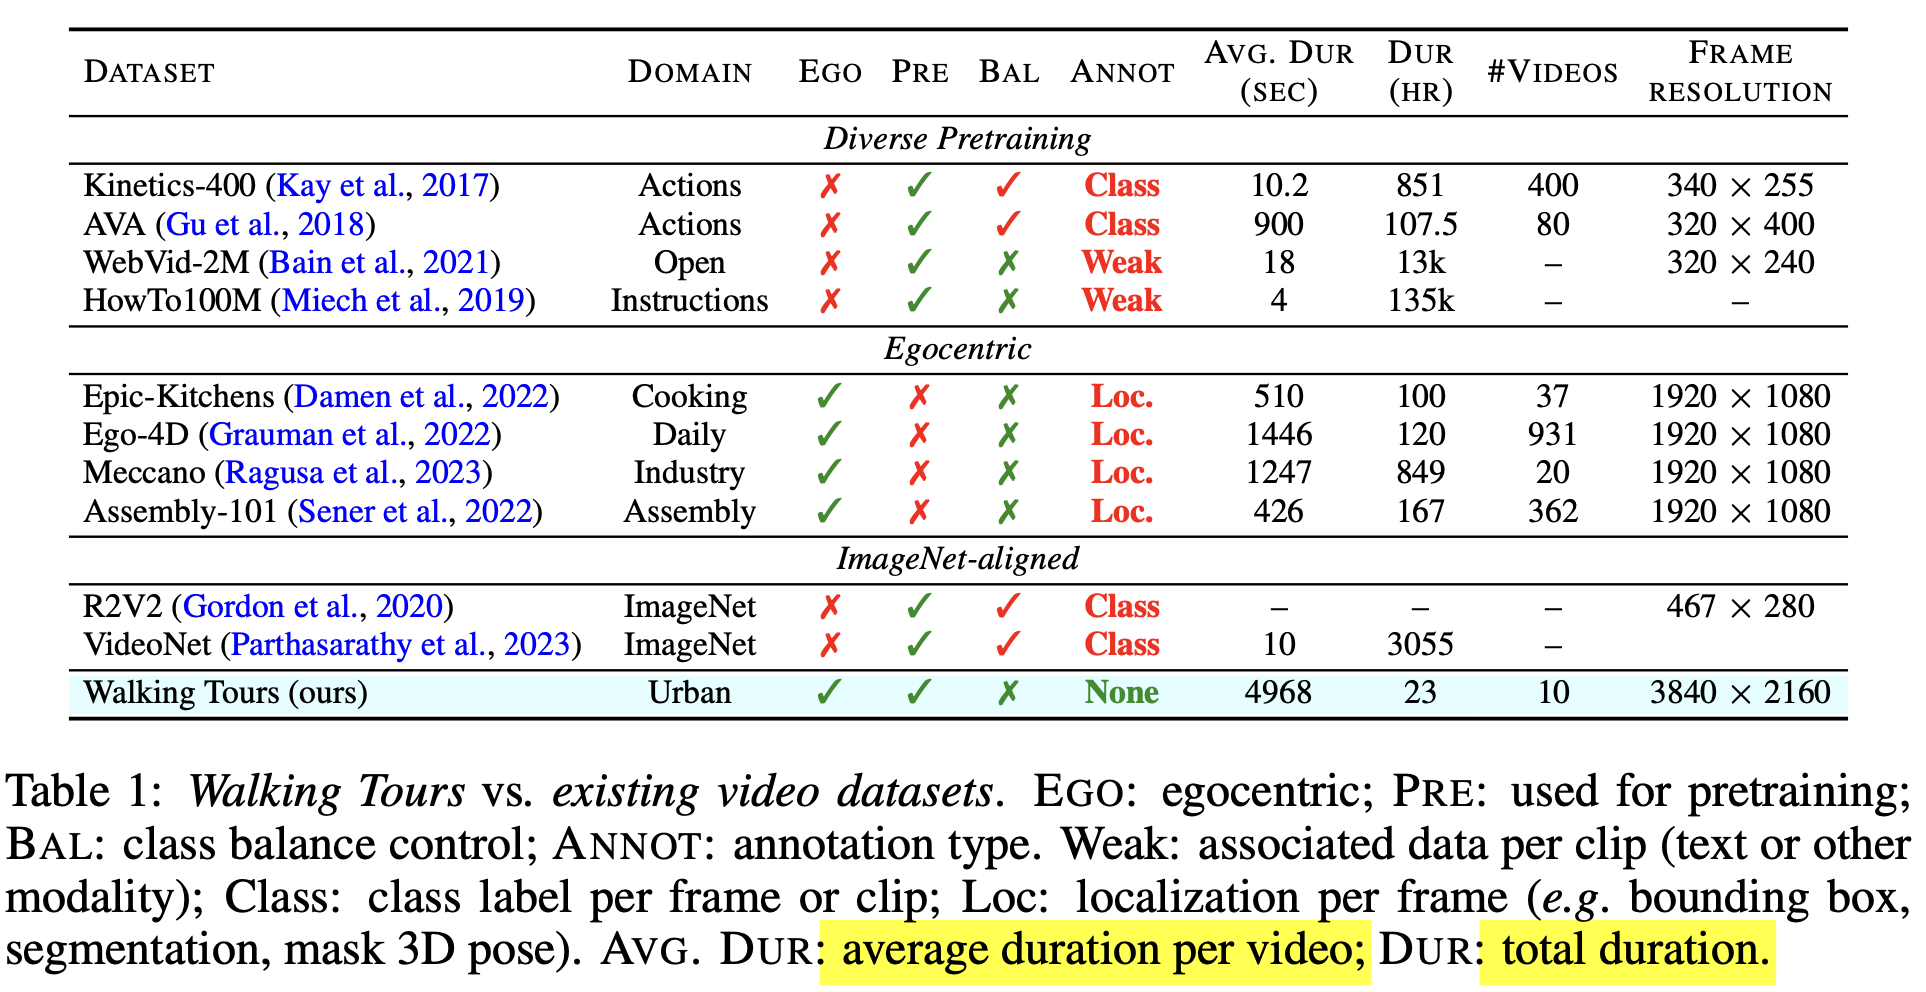 DATASET DOMAIN EGO PRE BAL ANNOT AVG. DUR (SEC) DUR (HR) #VIDEOS FRAME RESOLUTION
Diverse Pretraining
Kinetics-400 (Kay et al., 2017) Actions ✗ ✓ ✓ Class 10.2 851 400 340 × 255
AVA (Gu et al., 2018) Actions ✗ ✓ ✓ Class 900 107.5 80 320 × 400
WebVid-2M (Bain et al., 2021) Open ✗ ✓ ✗ Weak 18 13k – 320 × 240
HowTo100M (Miech et al., 2019) Instructions ✗ ✓ ✗ Weak 4 135k – –
Egocentric
Epic-Kitchens (Damen et al., 2022) Cooking ✓ ✗ ✗ Loc. 510 100 37 1920 × 1080
Ego-4D (Grauman et al., 2022) Daily ✓ ✗ ✗ Loc. 1446 120 931 1920 × 1080
Meccano (Ragusa et al., 2023) Industry ✓ ✗ ✗ Loc. 1247 849 20 1920 × 1080
Assembly-101 (Sener et al., 2022) Assembly ✓ ✗ ✗ Loc. 426 167 362 1920 × 1080
ImageNet-aligned
R2V2 (Gordon et al., 2020) ImageNet ✗ ✓ ✓ Class – – – 467 × 280
VideoNet (Parthasarathy et al., 2023) ImageNet ✗ ✓ ✓ Class 10 3055 –
Walking Tours (ours) Urban ✓ ✓ ✗ None 4968 23 10 3840 × 2160
Table 1: Walking Tours vs. existing video datasets. EGO: egocentric; PRE: used for pretraining;
BAL: class balance control; ANNOT: annotation type. Weak: associated data per clip (text or other
modality); Class: class label per frame or clip; Loc: localization per frame (e.g. bounding box,
segmentation, mask 3D pose). AVG. DUR: average duration per video; DUR: total duration.